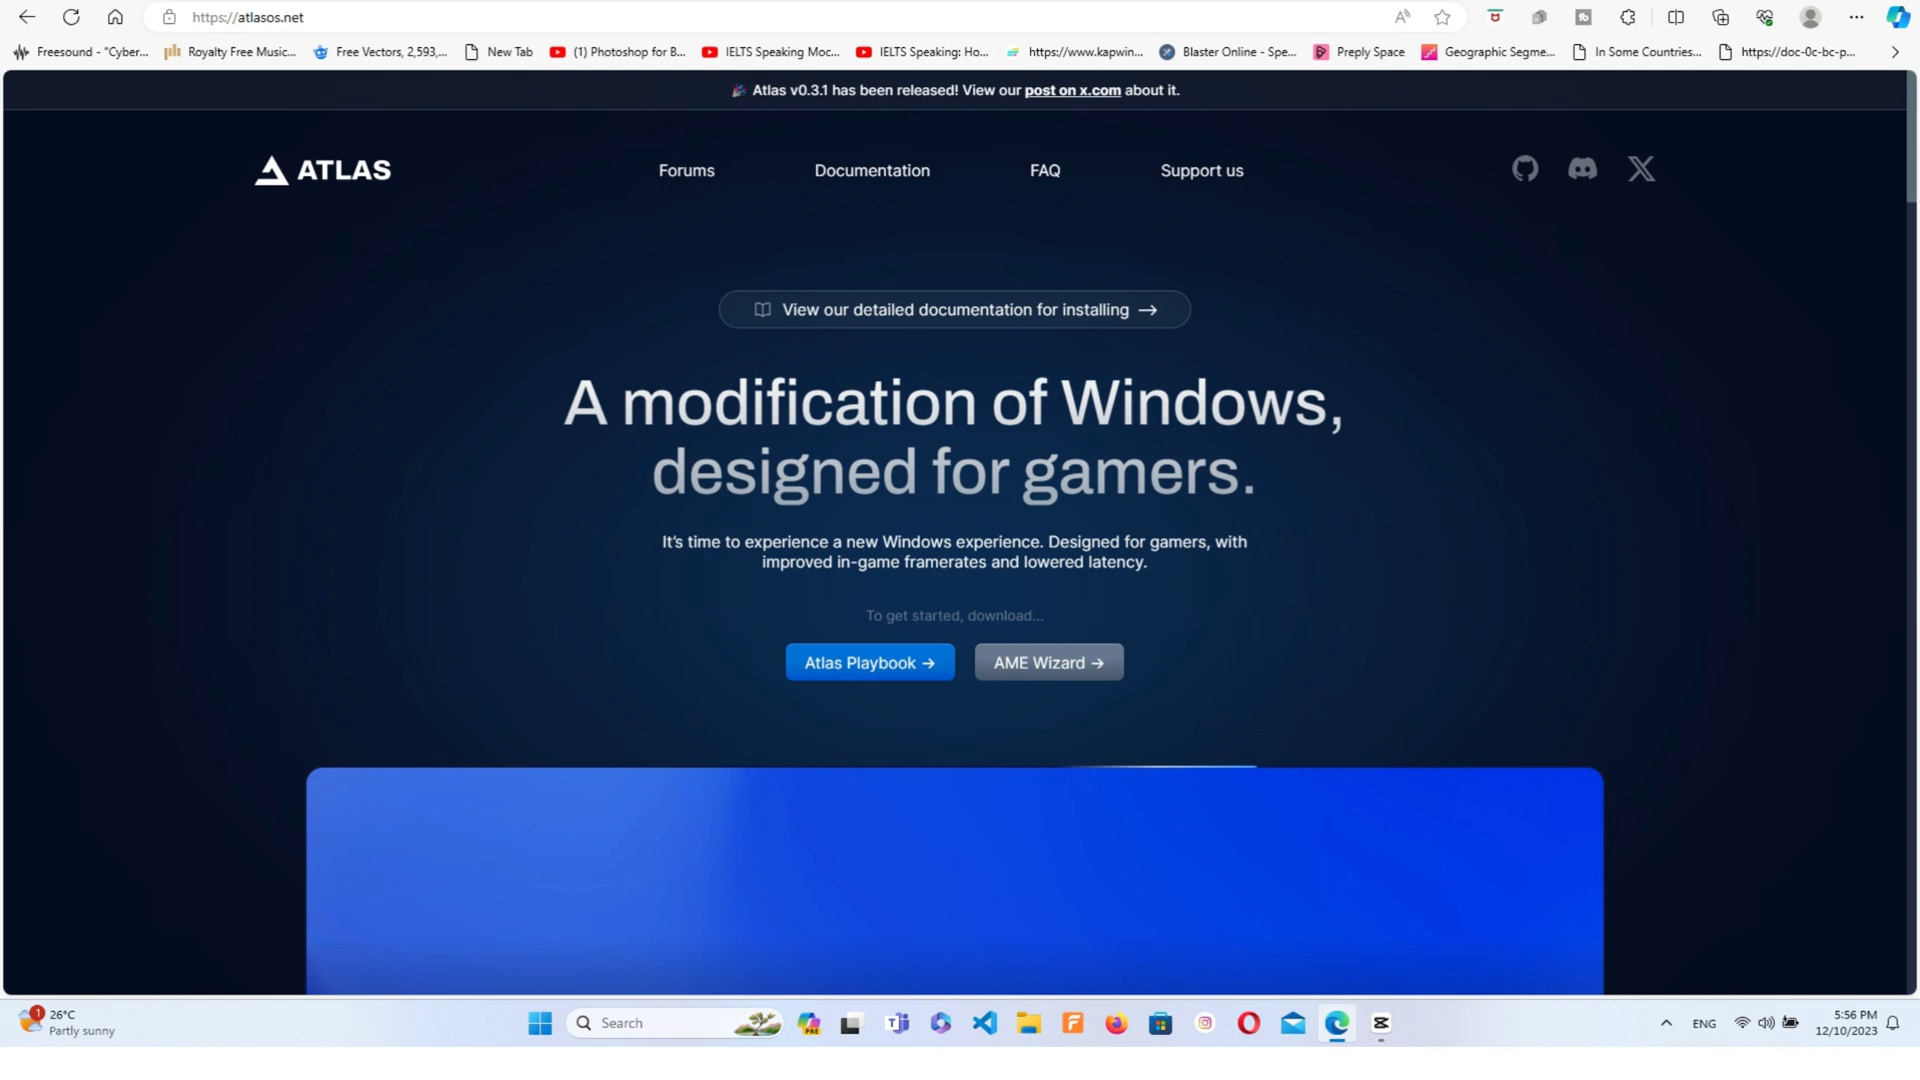 https://atlasos.net
Freesound - "Cyber...
Royalty Free Music...
Free Vectors, 2,593,...
New Tab
(1) Photoshop for B...
IELTS Speaking Moc...
IELTS Speaking: Ho...
https://www.kapwin...
Blaster Online - Spe...
Preply Space
Geographic Segme...
In Some Countries...
https://doc-0c-bc-p...
🎉 Atlas v0.3.1 has been released! View our post on x.com about it.
ATLAS
Forums
Documentation
FAQ
Support us
View our detailed documentation for installing →
A modification of Windows,
designed for gamers.
It's time to experience a new Windows experience. Designed for gamers, with
improved in-game framerates and lowered latency.
To get started, download...
Atlas Playbook →
AME Wizard →
1
26°C
Partly sunny
Search
PRE
ENG
5:56 PM
12/10/2023